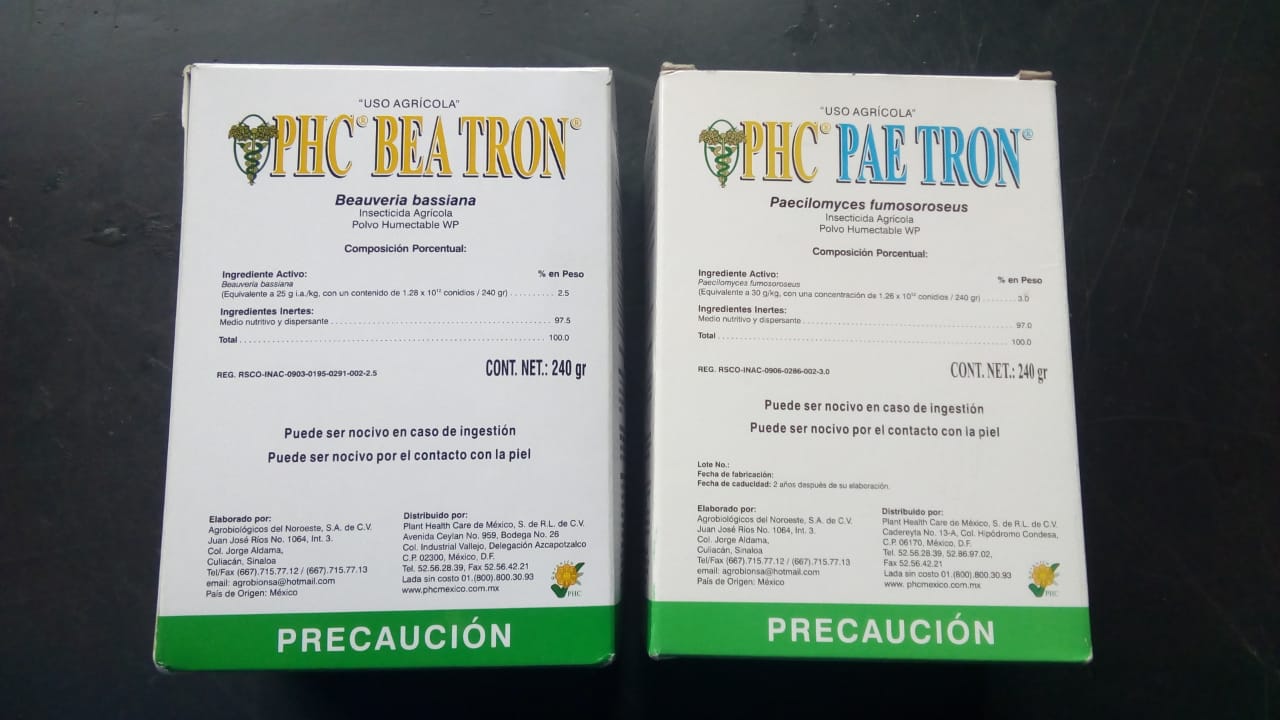 "USO AGRÍCOLA"
PHC® BEA TRON®
Beauveria bassiana
Insecticida Agrícola
Polvo Humectable WP
Composición Porcentual:
Ingrediente Activo: % en Peso
Beauveria bassiana
(Equivalente a 25 g i.a./kg, con un contenido de 1.28 x 10¹² conidios / 240 gr) . . . . . . . . . . 2.5
Ingredientes Inertes:
Medio nutritivo y dispersante . . . . . . . . . . . . . . . . . . . . . . . . . . . . . . 97.5
Total . . . . . . . . . . . . . . . . . . . . . . . . . . . . . . 100.0
REG. RSCO-INAC-0903-0195-0291-002-2.5 CONT. NET.: 240 gr
Puede ser nocivo en caso de ingestión
Puede ser nocivo por el contacto con la piel
Elaborado por:
Agrobiológicos del Noroeste, S.A. de C.V.
Juan José Ríos No. 1064, Int. 3.
Col. Jorge Aldama,
Culiacán, Sinaloa
Tel/Fax (667).715.77.12 / (667).715.77.13
email: agrobionsa@hotmail.com
País de Origen: México
Distribuido por:
Plant Health Care de México, S. de R.L. de C.V.
Avenida Ceylan No. 959, Bodega No. 26
Col. Industrial Vallejo, Delegación Azcapotzalco
C.P. 02300, México, D.F.
Tel. 52.56.28.39, Fax 52.56.42.21
Lada sin costo 01.(800).800.30.93
www.phcmexico.com.mx
PHC
PRECAUCIÓN
"USO AGRÍCOLA"
PHC® PAE TRON®
Paecilomyces fumosoroseus
Insecticida Agrícola
Polvo Humectable WP
Composición Porcentual:
Ingrediente Activo: % en Peso
Paecilomyces fumosoroseus
(Equivalente a 30 g/kg, con una concentración de 1.26 x 10¹² conidios / 240 gr) . . . . . . . . 3.0
Ingredientes Inertes:
Medio nutritivo y dispersante . . . . . . . . . . . . . . . . . . . . . . . . . . . . . . 97.0
Total . . . . . . . . . . . . . . . . . . . . . . . . . . . . . . 100.0
REG. RSCO-INAC-0906-0286-002-3.0 CONT. NET.: 240 gr
Puede ser nocivo en caso de ingestión
Puede ser nocivo por el contacto con la piel
Lote No.:
Fecha de fabricación:
Fecha de caducidad: 2 años después de su elaboración.
Elaborado por:
Agrobiológicos del Noroeste, S.A. de C.V.
Juan José Ríos No. 1064, Int. 3.
Col. Jorge Aldama,
Culiacán, Sinaloa
Tel/Fax (667).715.77.12 / (667).715.77.13
email: agrobionsa@hotmail.com
País de Origen: México
Distribuido por:
Plant Health Care de México, S. de R.L. de C.V.
Cadereyta No. 13-A, Col. Hipódromo Condesa,
C.P. 06170, México, D.F.
Tel. 52.56.28.39, 52.86.97.02,
Fax 52.56.42.21
Lada sin costo 01.(800).800.30.93
www. phcmexico.com.mx
PHC
PRECAUCIÓN